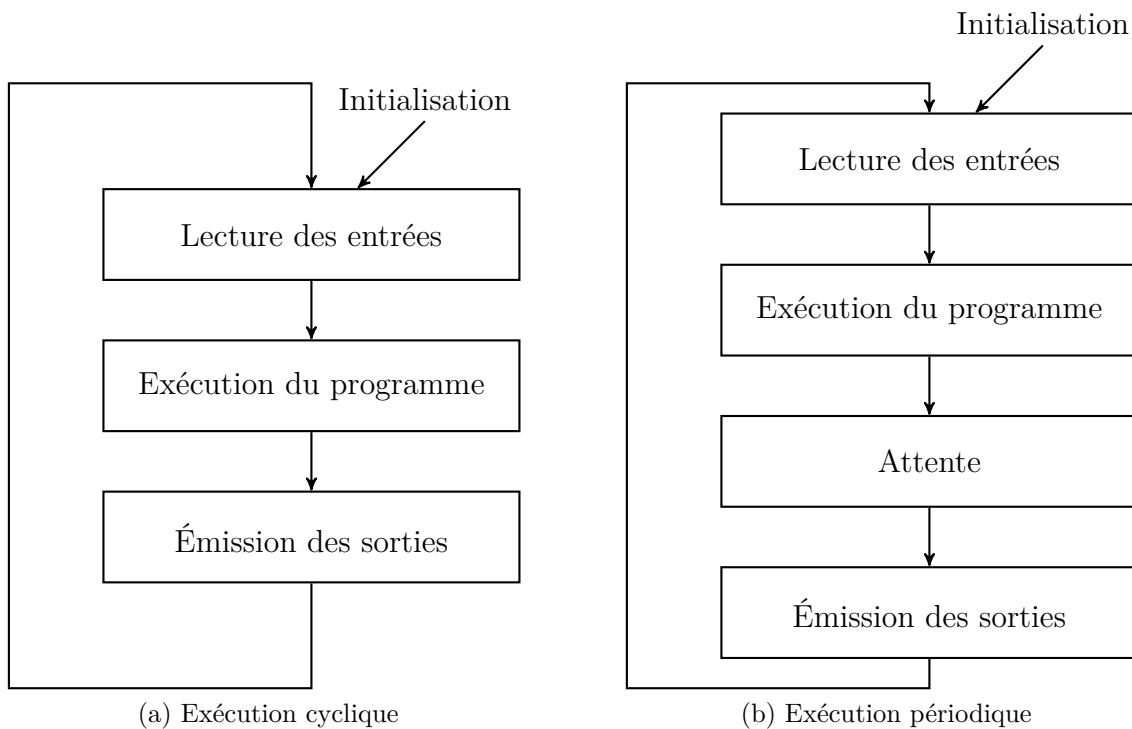 Initialisation
Lecture des entrées
Exécution du programme
Émission des sorties
(a) Exécution cyclique
Initialisation
Lecture des entrées
Exécution du programme
Attente
Émission des sorties
(b) Exécution périodique